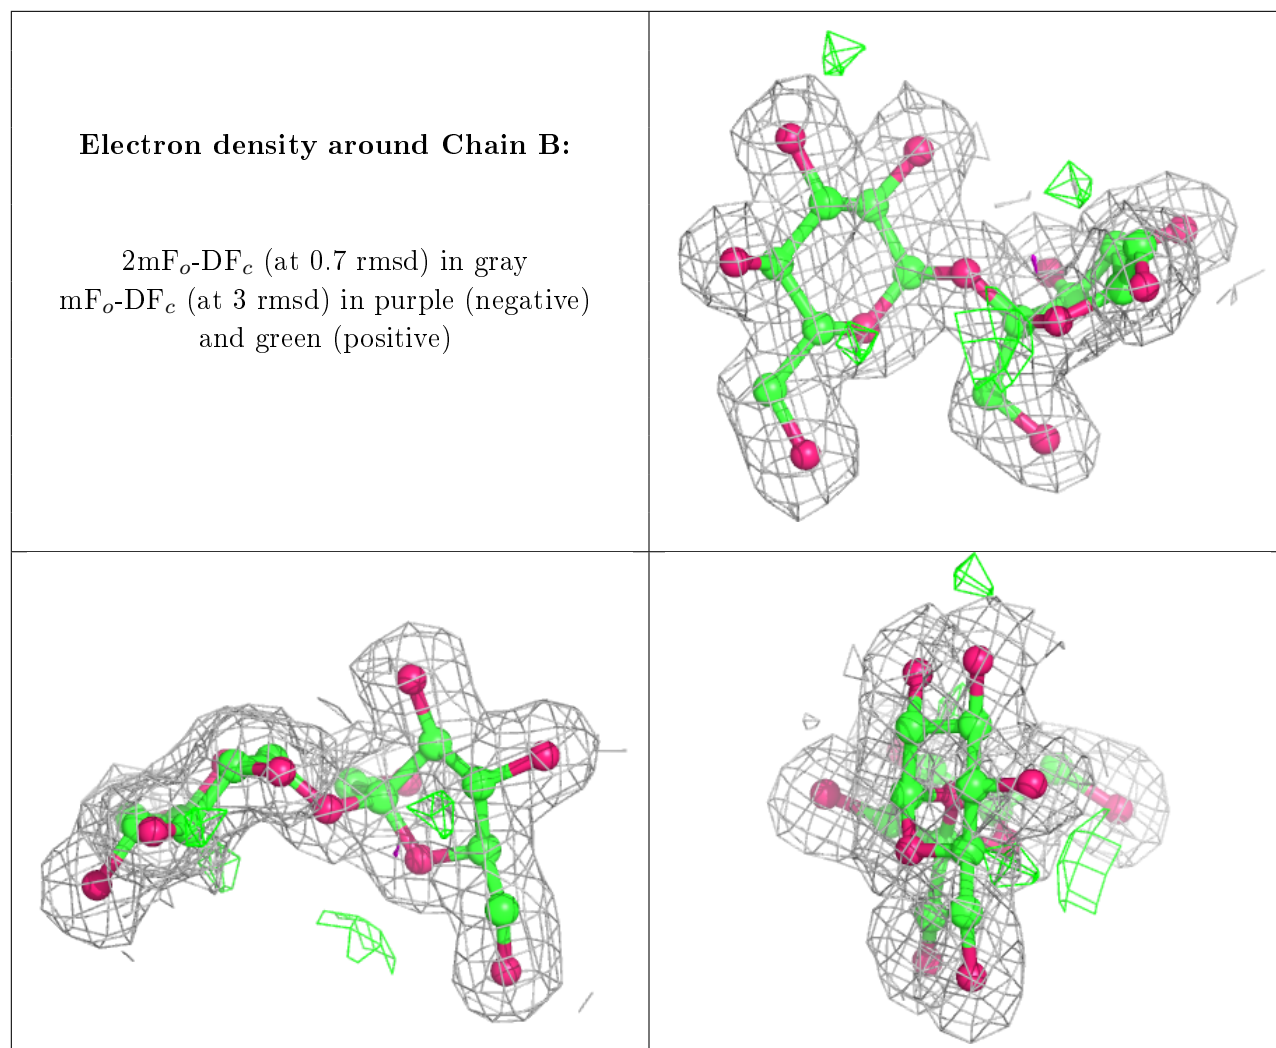 Electron density around Chain B:
2mFₒ-DF𝒸 (at 0.7 rmsd) in gray
mFₒ-DF𝒸 (at 3 rmsd) in purple (negative)
and green (positive)